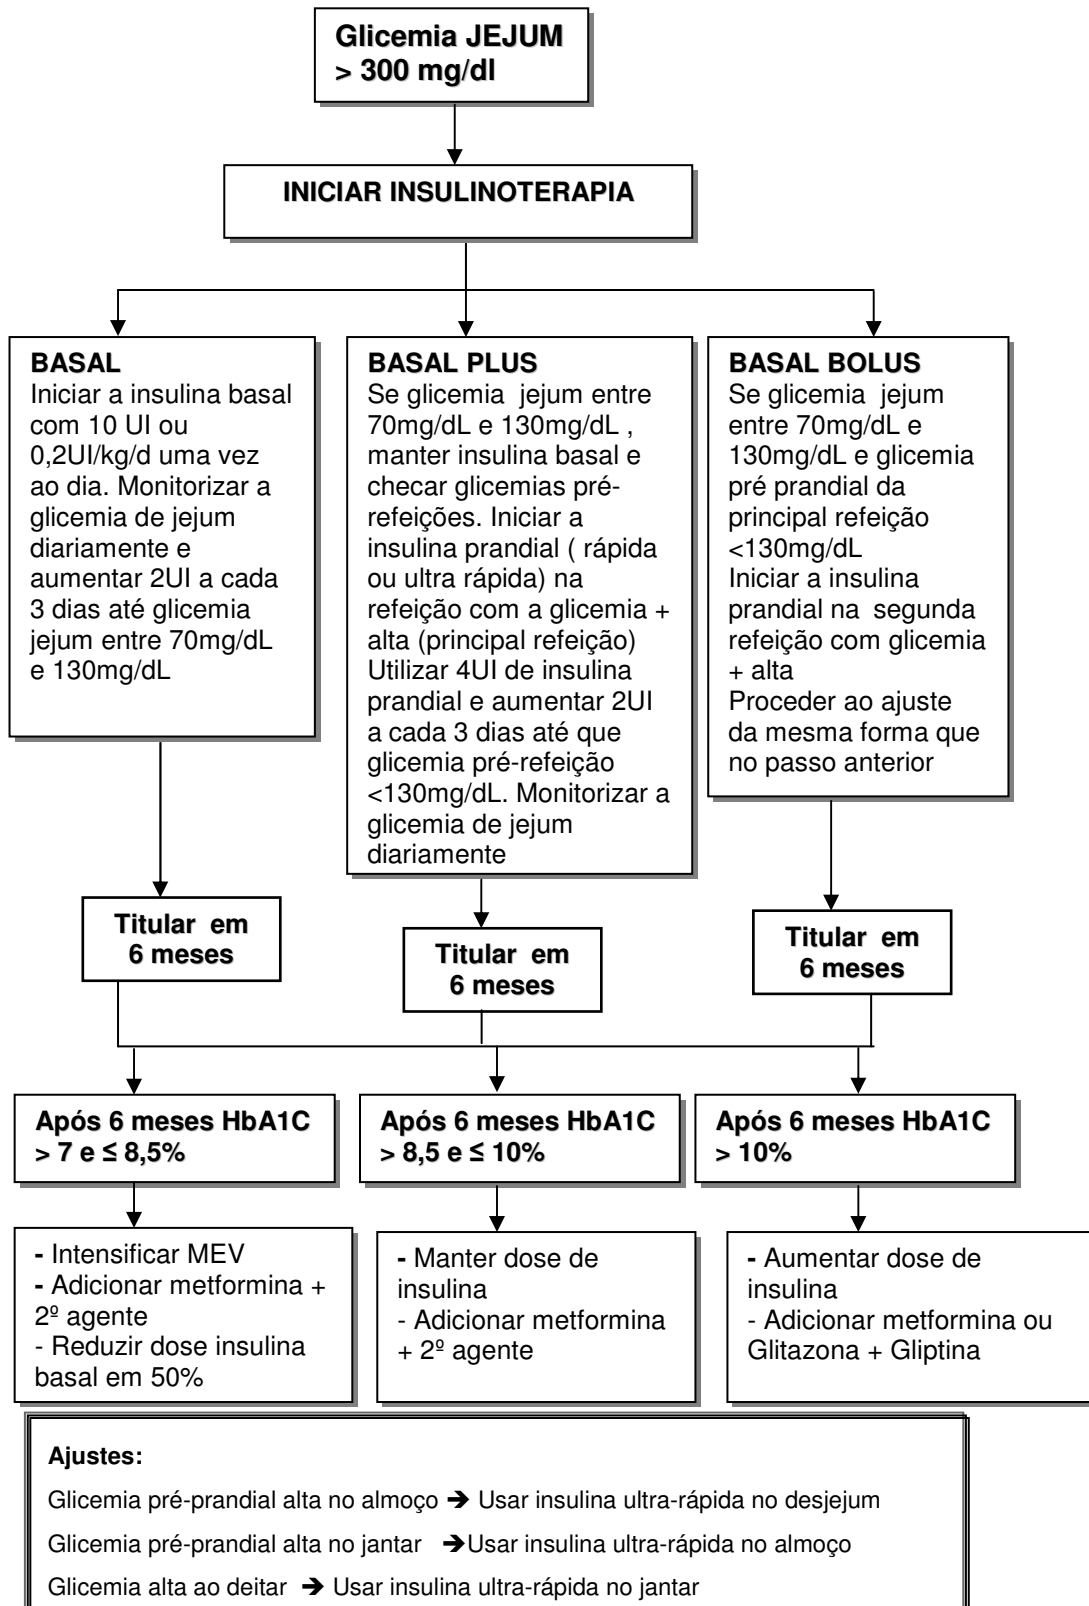 Glicemia JEJUM
> 300 mg/dl
INICIAR INSULINOTERAPIA
BASAL
Iniciar a insulina basal
com 10 UI ou
0,2UI/kg/d uma vez
ao dia. Monitorizar a
glicemia de jejum
diariamente e
aumentar 2UI a cada
3 dias até glicemia
jejum entre 70mg/dL
e 130mg/dL
BASAL PLUS
Se glicemia jejum entre
70mg/dL e 130mg/dL ,
manter insulina basal e
checar glicemias pré-
refeições. Iniciar a
insulina prandial ( rápida
ou ultra rápida) na
refeição com a glicemia +
alta (principal refeição)
Utilizar 4UI de insulina
prandial e aumentar 2UI
a cada 3 dias até que
glicemia pré-refeição
<130mg/dL. Monitorizar a
glicemia de jejum
diariamente
BASAL BOLUS
Se glicemia jejum
entre 70mg/dL e
130mg/dL e glicemia
pré prandial da
principal refeição
<130mg/dL
Iniciar a insulina
prandial na segunda
refeição com glicemia
+ alta
Proceder ao ajuste
da mesma forma que
no passo anterior
Titular em
6 meses
Titular em
6 meses
Titular em
6 meses
Após 6 meses HbA1C
> 7 e ≤ 8,5%
Após 6 meses HbA1C
> 8,5 e ≤ 10%
Após 6 meses HbA1C
> 10%
- Intensificar MEV
- Adicionar metformina +
2º agente
- Reduzir dose insulina
basal em 50%
- Manter dose de
insulina
- Adicionar metformina
+ 2º agente
- Aumentar dose de
insulina
- Adicionar metformina ou
Glitazona + Gliptina
Ajustes:
Glicemia pré-prandial alta no almoço ➔ Usar insulina ultra-rápida no desjejum
Glicemia pré-prandial alta no jantar ➔Usar insulina ultra-rápida no almoço
Glicemia alta ao deitar ➔ Usar insulina ultra-rápida no jantar